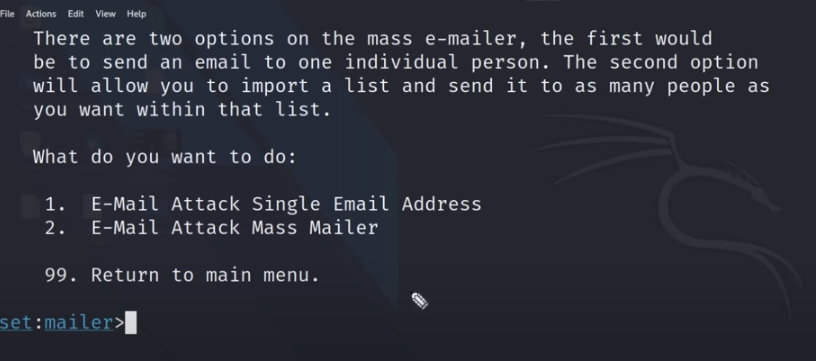 File Actions Edit View Help
There are two options on the mass e-mailer, the first would
be to send an email to one individual person. The second option
will allow you to import a list and send it to as many people as
you want within that list.
What do you want to do:
1. E-Mail Attack Single Email Address
2. E-Mail Attack Mass Mailer
99. Return to main menu.
set:mailer>